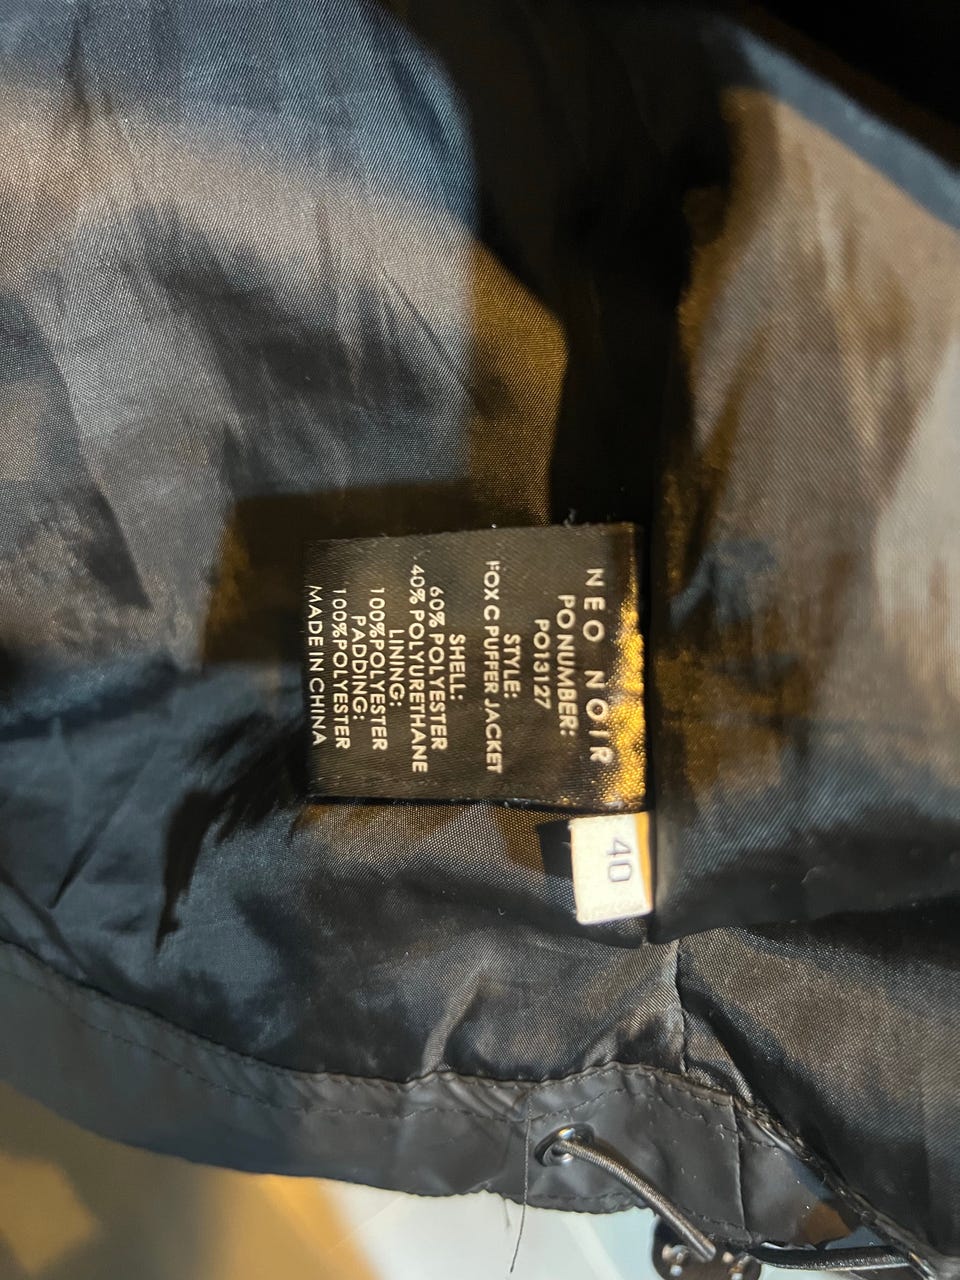 NEO NOIR
PO NUMBER:
PO13127
STYLE:
FOX C PUFFER JACKET
SHELL:
60% POLYESTER
40% POLYURETHANE
LINING:
100%POLYESTER
PADDING:
100%POLYESTER
MADE IN CHINA
40